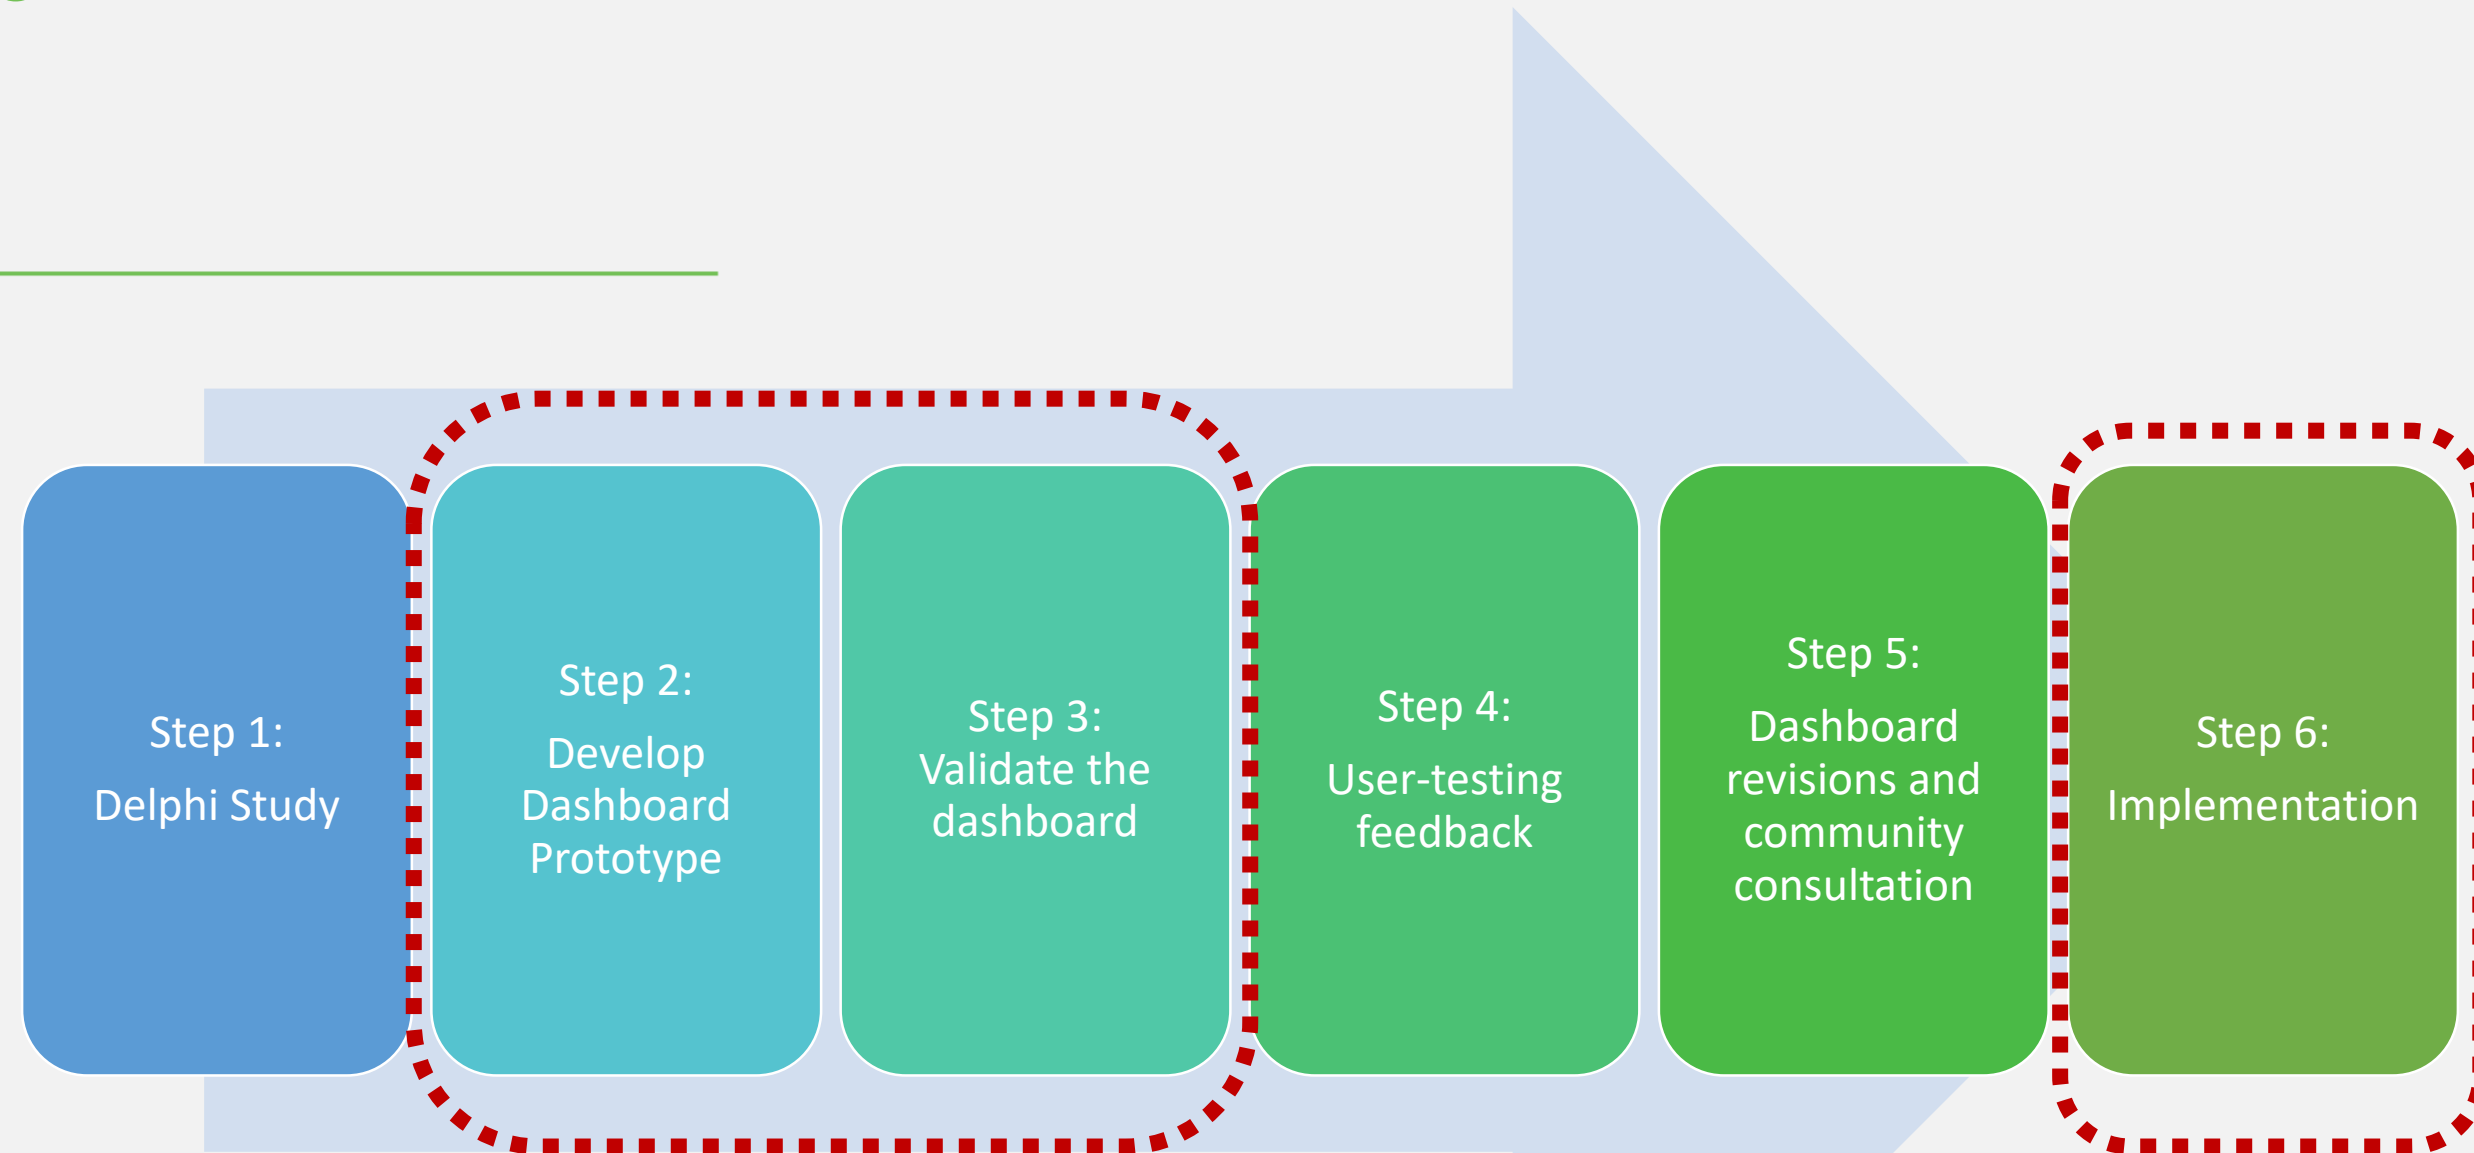 Step 1:
Delphi Study
Step 2:
Develop
Dashboard
Prototype
Step 3:
Validate the
dashboard
Step 4:
User-testing
feedback
Step 5:
Dashboard
revisions and
community
consultation
Step 6:
Implementation